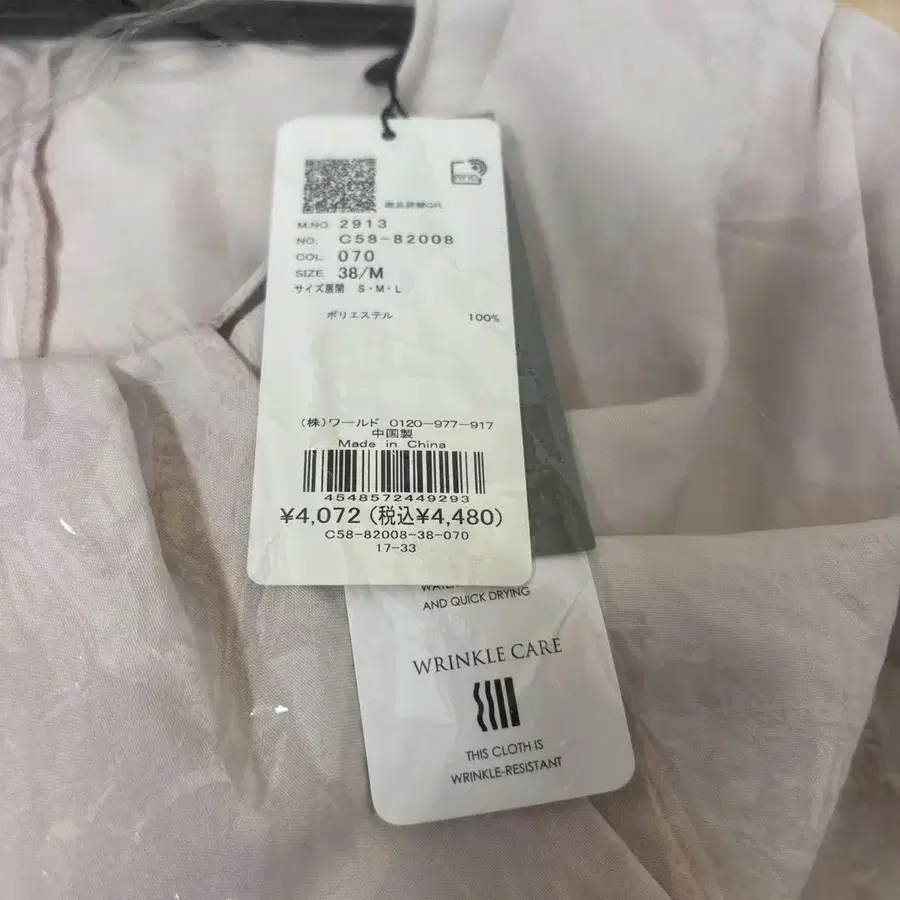 商品詳細QR
M.NO. 2913
NO. C58-82008
COL. 070
SIZE 38/M
サイズ展開 S・M・L
ポリエステル 100%
(株)ワールド 0120-977-917
中国製
Made in China
4548572449293
¥4,072 (税込¥4,480)
C58-82008-38-070
17-33
AND QUICK DRYING
WRINKLE CARE
THIS CLOTH IS
WRINKLE-RESISTANT